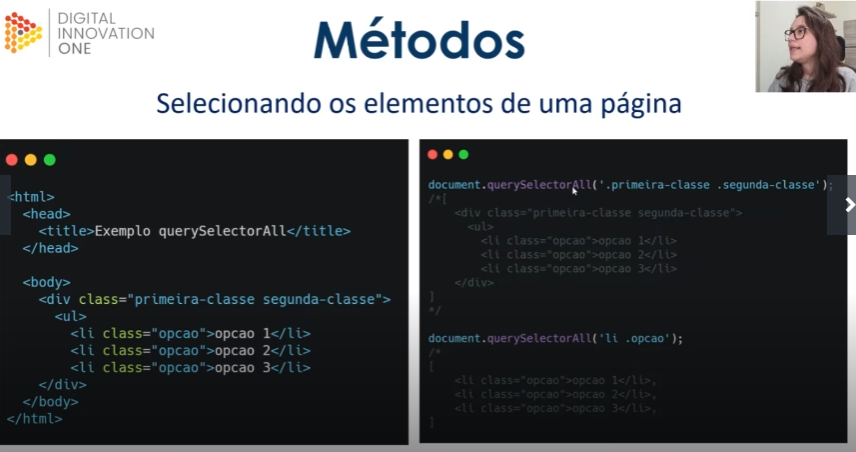 DIGITAL
INNOVATION
ONE
Métodos
Selecionando os elementos de uma página
<html>
<head>
<title>Exemplo querySelectorAll</title>
</head>
<body>
<div class="primeira-classe segunda-classe">
<ul>
<li class="opcao">opcao 1</li>
<li class="opcao">opcao 2</li>
<li class="opcao">opcao 3</li>
</div>
</body>
</html>
document.querySelectorAll('.primeira-classe .segunda-classe');
/*[
<div class="primeira-classe segunda-classe">
<ul>
<li class="opcao">opcao 1</li>
<li class="opcao">opcao 2</li>
<li class="opcao">opcao 3</li>
</div>
]
*/
document.querySelectorAll('li .opcao');
/*
[
<li class="opcao">opcao 1</li>,
<li class="opcao">opcao 2</li>,
<li class="opcao">opcao 3</li>,
]